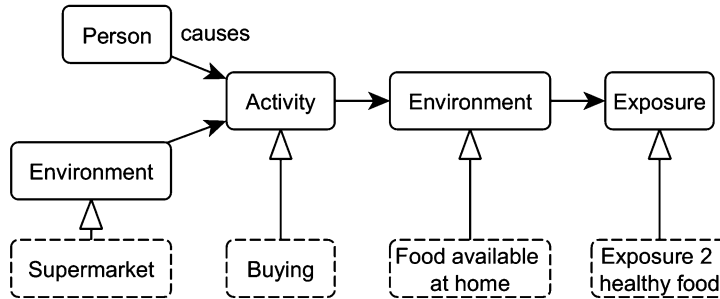 Person
causes
Activity
Environment
Exposure
Environment
Supermarket
Buying
Food available
at home
Exposure 2
healthy food